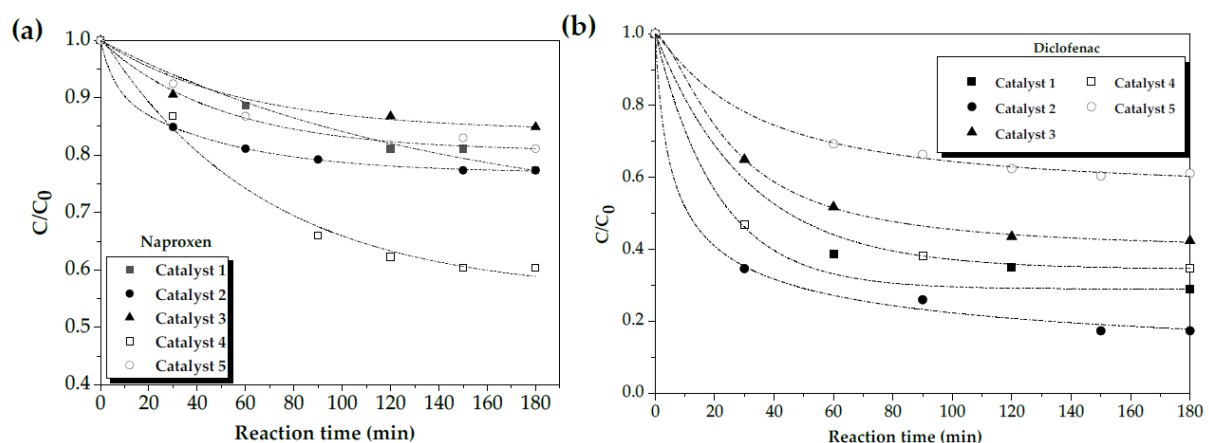 (a)
C/C0
1.0
0.9
0.8
0.7
0.6
0.5
0.4
Naproxen
Catalyst 1
Catalyst 2
Catalyst 3
Catalyst 4
Catalyst 5
0 20 40 60 80 100 120 140 160 180
Reaction time (min)
(b)
C/C0
1.0
0.8
0.6
0.4
0.2
0.0
Diclofenac
Catalyst 1 Catalyst 4
Catalyst 2 Catalyst 5
Catalyst 3
0 20 40 60 80 100 120 140 160 180
Reaction time (min)